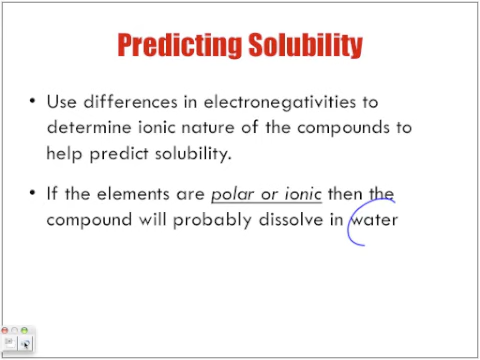 Predicting Solubility
• Use differences in electronegativities to
determine ionic nature of the compounds to
help predict solubility.
• If the elements are polar or ionic then the
compound will probably dissolve in water